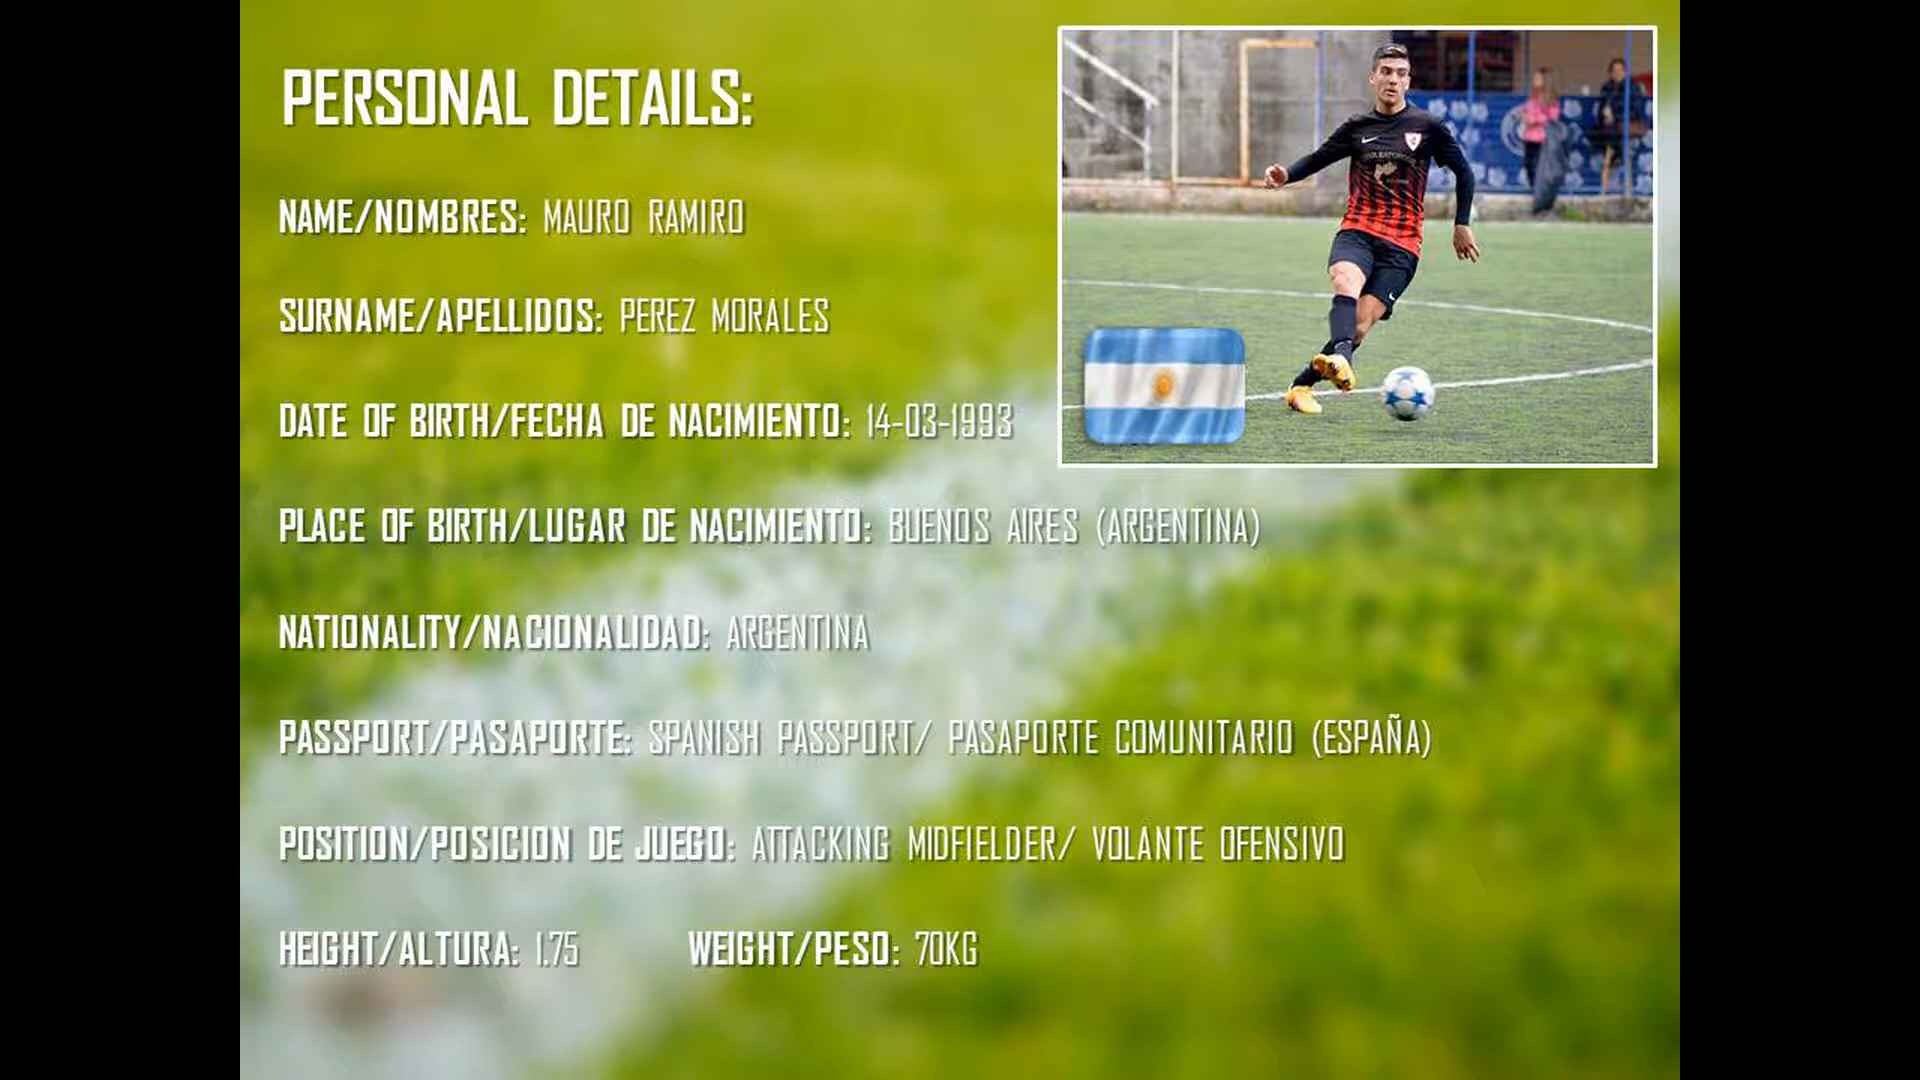 PERSONAL DETAILS:
NAME/NOMBRES: MAURO RAMIRO
SURNAME/APELLIDOS: PEREZ MORALES
DATE OF BIRTH/FECHA DE NACIMIENTO: 14-03-1993
PLACE OF BIRTH/LUGAR DE NACIMIENTO: BUENOS AIRES (ARGENTINA)
NATIONALITY/NACIONALIDAD: ARGENTINA
PASSPORT/PASAPORTE: SPANISH PASSPORT/ PASAPORTE COMUNITARIO (ESPAÑA)
POSITION/POSICION DE JUEGO: ATTACKING MIDFIELDER/ VOLANTE OFENSIVO
HEIGHT/ALTURA: 1.75 WEIGHT/PESO: 70KG